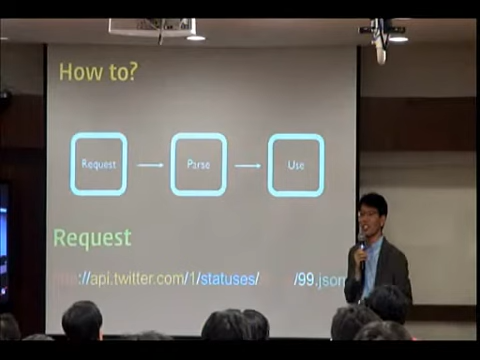 How to?
Request → Parse → Use
Request
://api.twitter.com/1/statuses/ /99.json